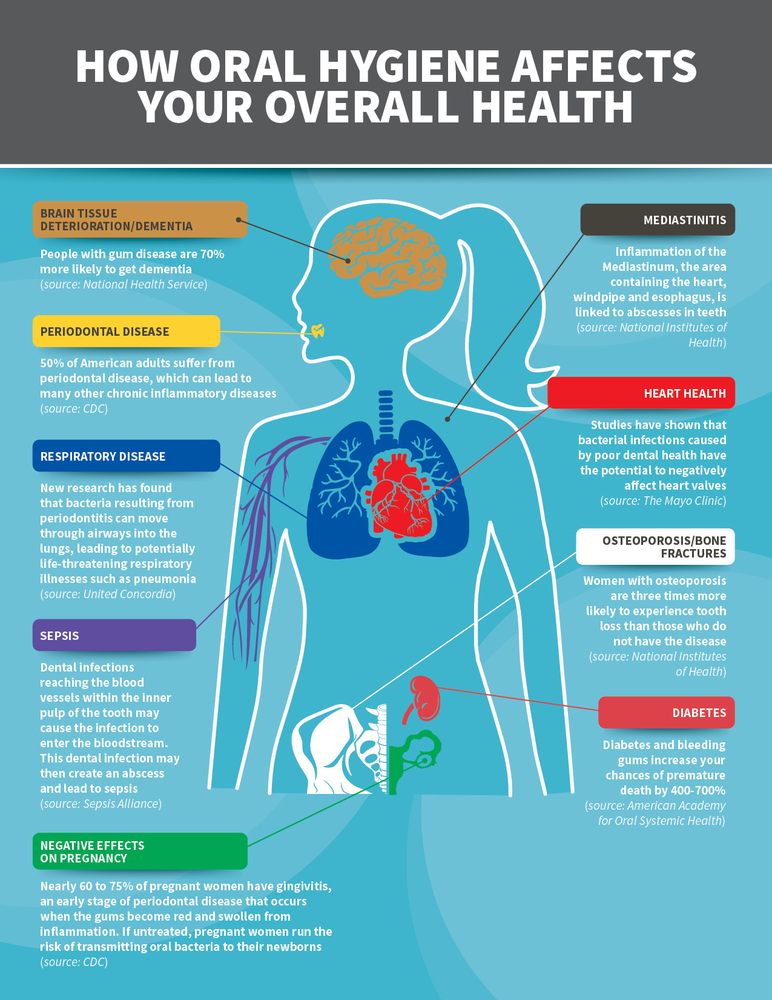 HOW ORAL HYGIENE AFFECTS
YOUR OVERALL HEALTH
BRAIN TISSUE
DETERIORATION/DEMENTIA
People with gum disease are 70%
more likely to get dementia
(source: National Health Service)
PERIODONTAL DISEASE
50% of American adults suffer from
periodontal disease, which can lead to
many other chronic inflammatory diseases
(source: CDC)
RESPIRATORY DISEASE
New research has found
that bacteria resulting from
periodontitis can move
through airways into the
lungs, leading to potentially
life-threatening respiratory
illnesses such as pneumonia
(source: United Concordia)
SEPSIS
Dental infections
reaching the blood
vessels within the inner
pulp of the tooth may
cause the infection to
enter the bloodstream.
This dental infection may
then create an abscess
and lead to sepsis
(source: Sepsis Alliance)
NEGATIVE EFFECTS
ON PREGNANCY
Nearly 60 to 75% of pregnant women have gingivitis,
an early stage of periodontal disease that occurs
when the gums become red and swollen from
inflammation. If untreated, pregnant women run the
risk of transmitting oral bacteria to their newborns
(source: CDC)
MEDIASTINITIS
Inflammation of the
Mediastinum, the area
containing the heart,
windpipe and esophagus, is
linked to abscesses in teeth
(source: National Institutes of
Health)
HEART HEALTH
Studies have shown that
bacterial infections caused
by poor dental health have
the potential to negatively
affect heart valves
(source: The Mayo Clinic)
OSTEOPOROSIS/BONE
FRACTURES
Women with osteoporosis
are three times more
likely to experience tooth
loss than those who do
not have the disease
(source: National Institutes
of Health)
DIABETES
Diabetes and bleeding
gums increase your
chances of premature
death by 400-700%
(source: American Academy
for Oral Systemic Health)